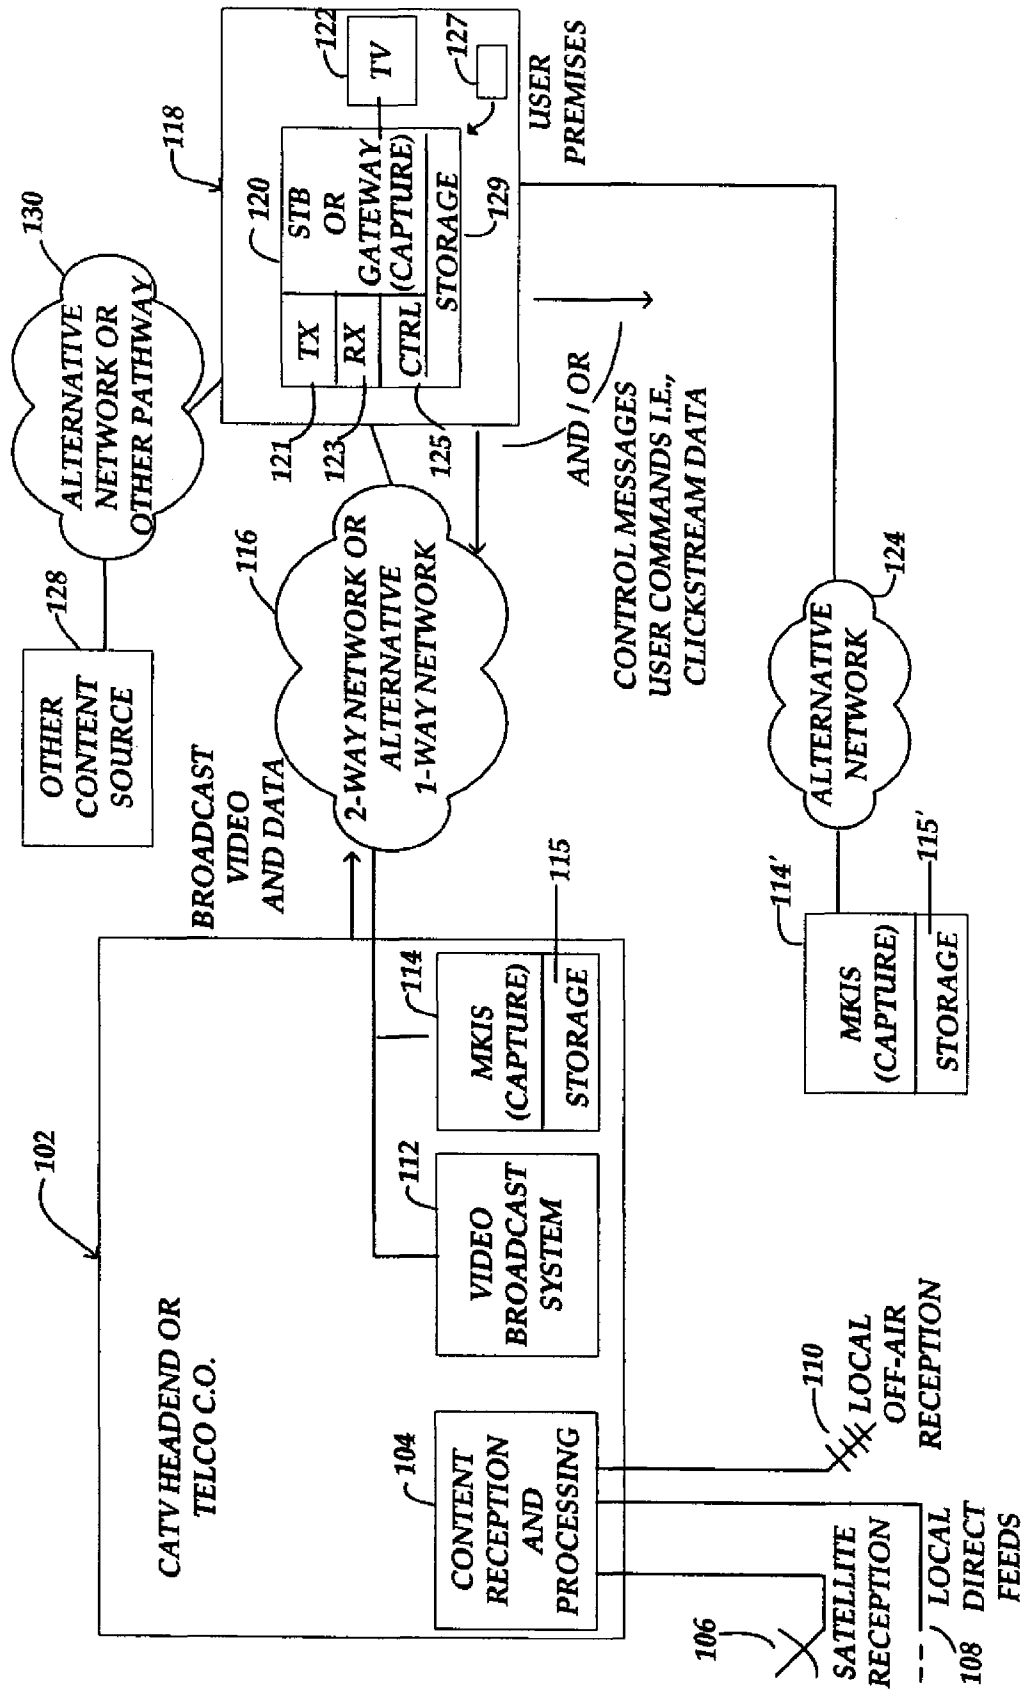 CATV HEADEND OR
TELCO C.O.
102
CONTENT
RECEPTION
AND
PROCESSING
104
VIDEO
BROADCAST
SYSTEM
112
MKIS
(CAPTURE)
STORAGE
114
115
106
SATELLITE
RECEPTION
108
LOCAL
DIRECT
FEEDS
110
LOCAL
OFF-AIR
RECEPTION
BROADCAST
VIDEO
AND DATA
OTHER
CONTENT
SOURCE
128
ALTERNATIVE
NETWORK OR
OTHER PATHWAY
130
2-WAY NETWORK OR
ALTERNATIVE
1-WAY NETWORK
116
118
120
STB
OR
GATEWAY
(CAPTURE)
TX
RX
CTRL
STORAGE
121
123
125
129
TV
122
127
USER
PREMISES
AND / OR
CONTROL MESSAGES
USER COMMANDS I.E.,
CLICKSTREAM DATA
ALTERNATIVE
NETWORK
124
MKIS
(CAPTURE)
STORAGE
114'
115'